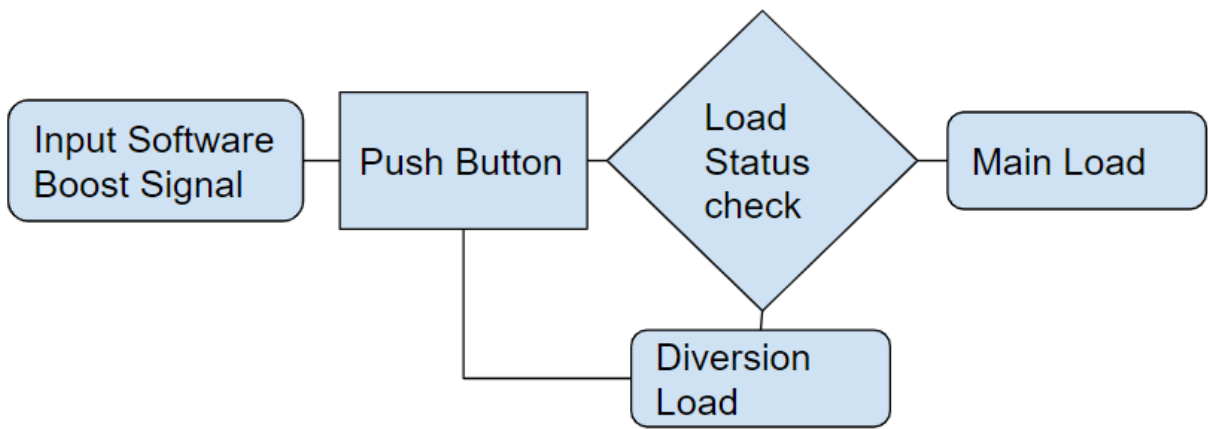 Input Software
Boost Signal
Push Button
Load
Status
check
Main Load
Diversion
Load